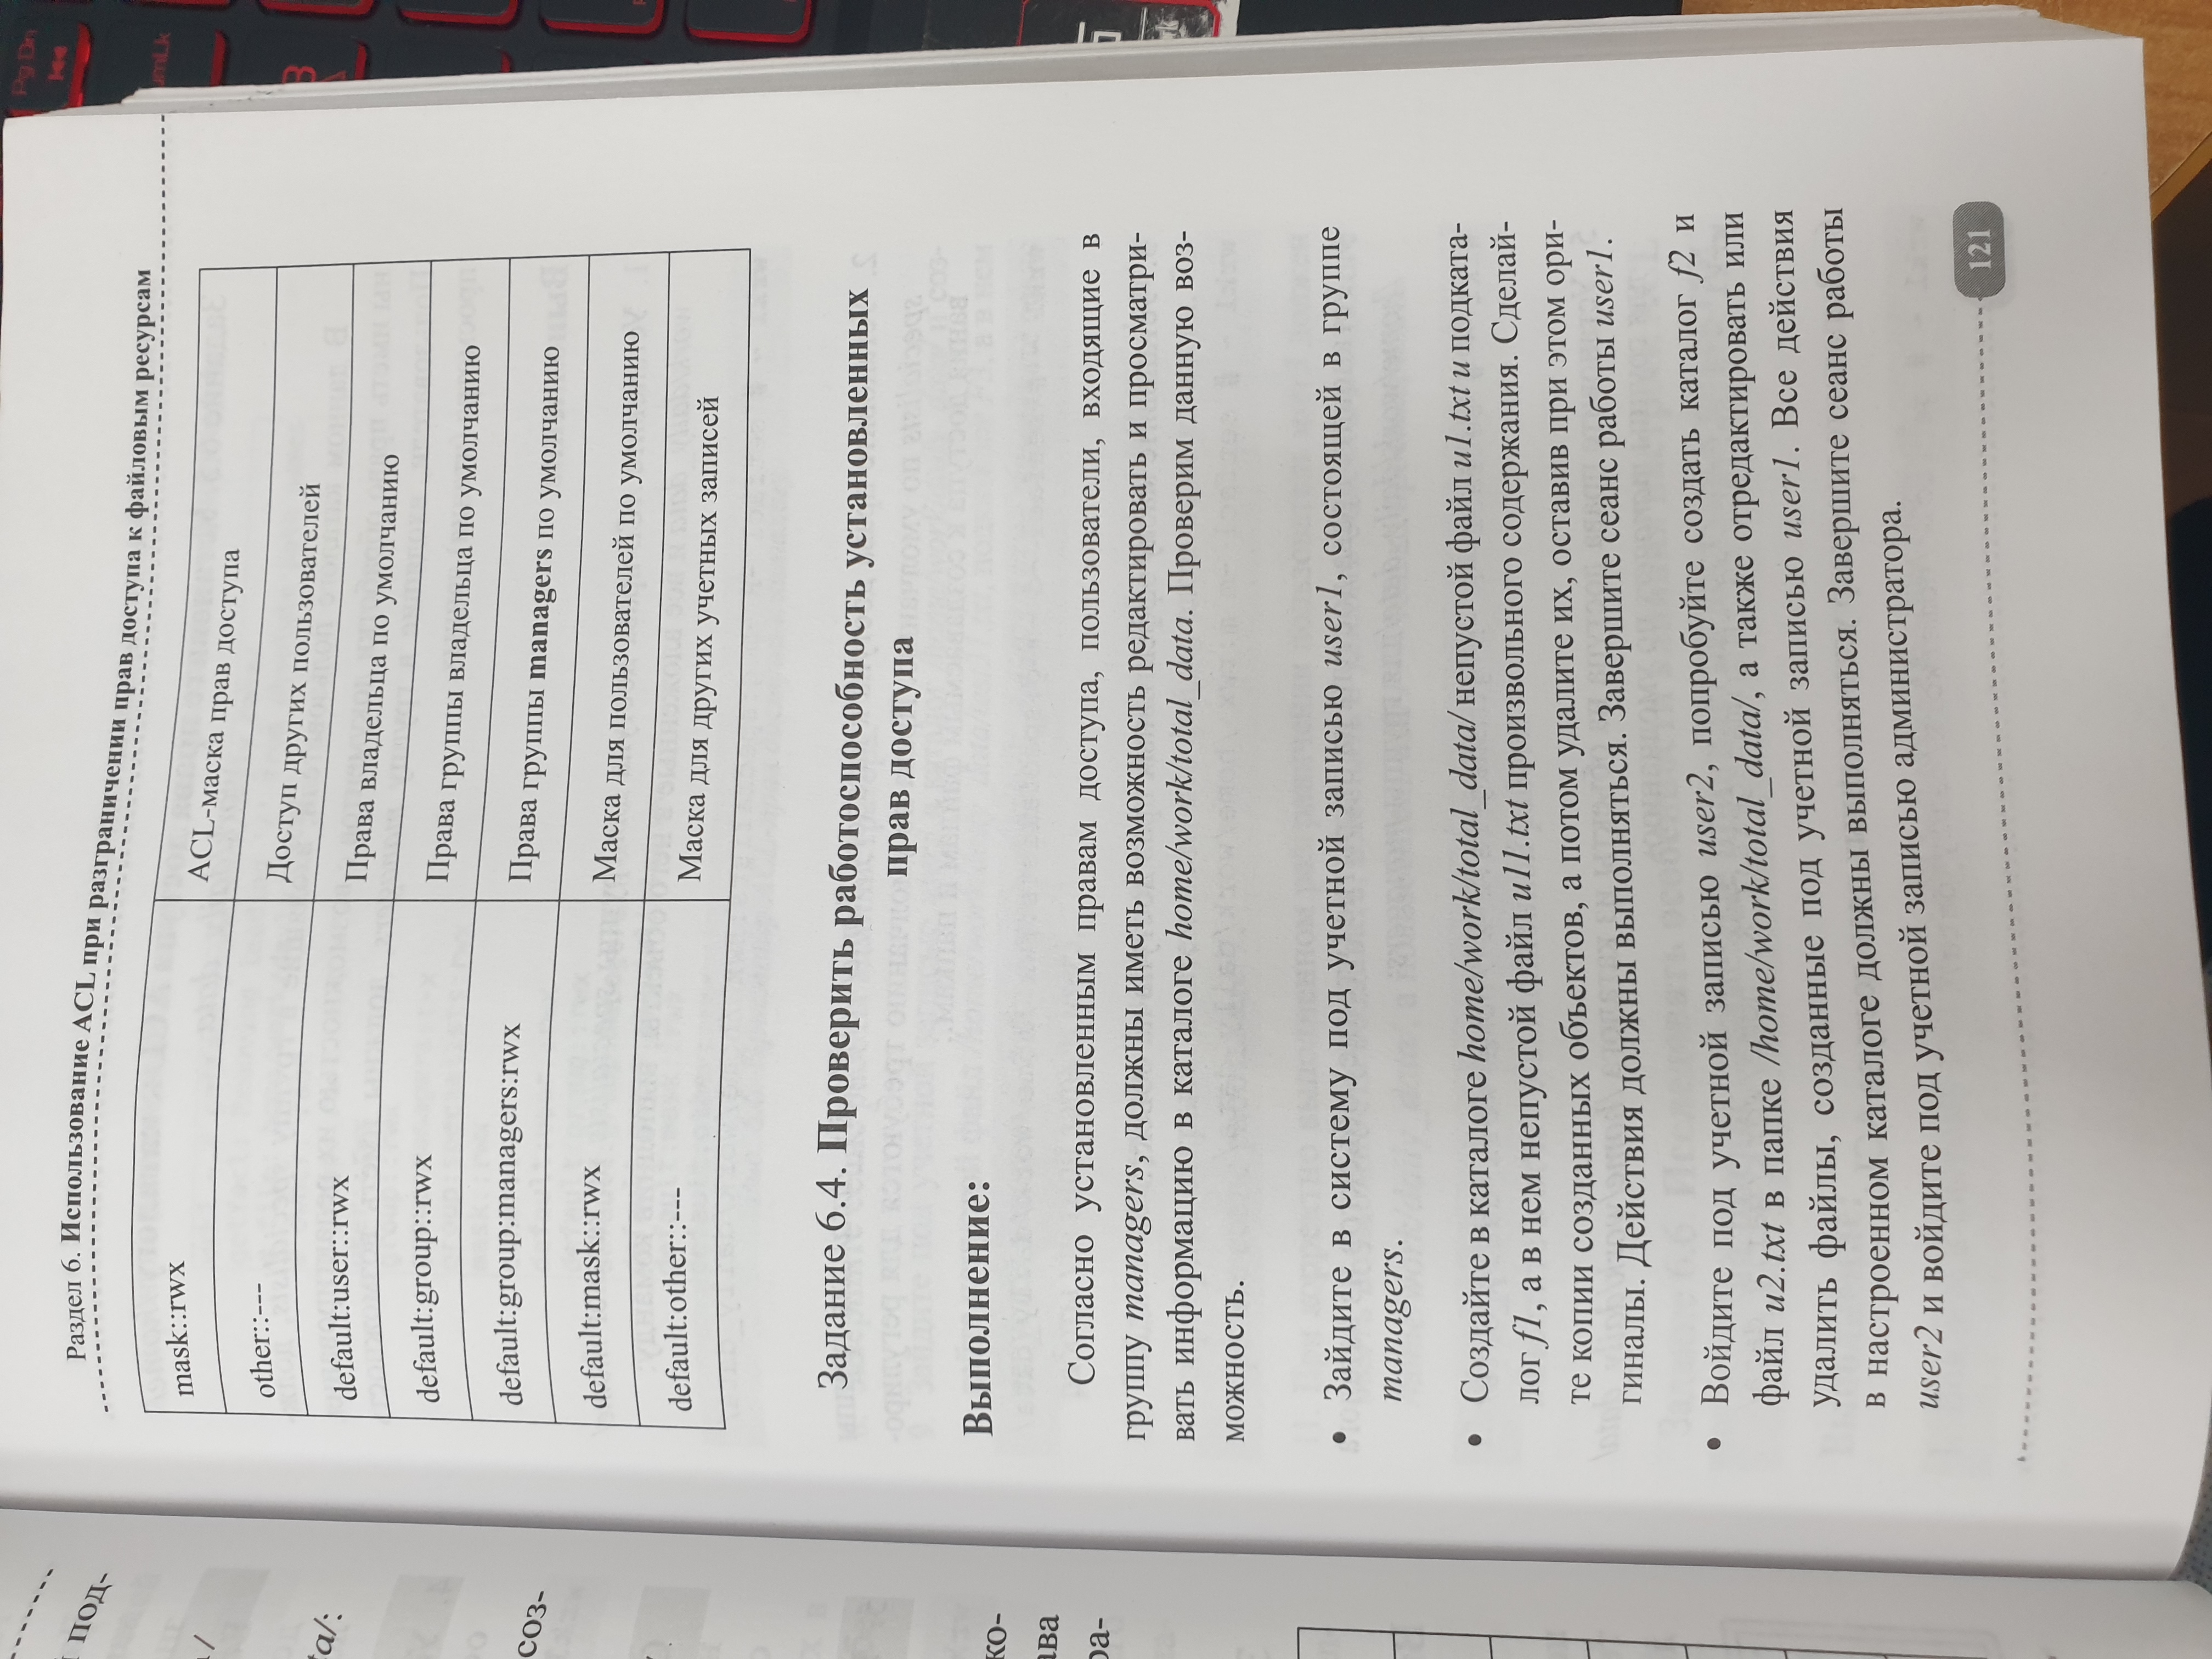 Раздел 6. Использование ACL при разграничении прав доступа к файловым ресурсам
mask::rwx ACL-маска прав доступа
other::--- Доступ других пользователей
default:user::rwx Права владельца по умолчанию
default:group::rwx Права группы владельца по умолчанию
default:group:managers:rwx Права группы managers по умолчанию
default:mask::rwx Маска для пользователей по умолчанию
default:other::--- Маска для других учетных записей
Задание 6.4. Проверить работоспособность установленных
прав доступа
Выполнение:
Согласно установленным правам доступа, пользователи, входящие в
группу managers, должны иметь возможность редактировать и просматри-
вать информацию в каталоге home/work/total_data. Проверим данную воз-
можность.
• Зайдите в систему под учетной записью user1, состоящей в группе
managers.
• Создайте в каталоге home/work/total_data/ непустой файл u1.txt и подката-
лог f1, а в нем непустой файл u11.txt произвольного содержания. Сделай-
те копии созданных объектов, а потом удалите их, оставив при этом ори-
гиналы. Действия должны выполняться. Завершите сеанс работы user1.
• Войдите под учетной записью user2, попробуйте создать каталог f2 и
файл u2.txt в папке /home/work/total_data/, а также отредактировать или
удалить файлы, созданные под учетной записью user1. Все действия
в настроенном каталоге должны выполняться. Завершите сеанс работы
user2 и войдите под учетной записью администратора.
121
под-
ta/:
соз-
ко-
ава
ра-
Pg Dn